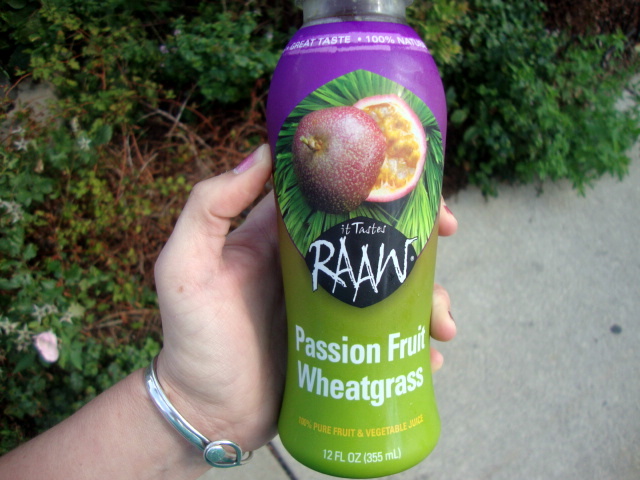 GREAT TASTE • 100% NATURAL
it Tastes
RAAW.
Passion Fruit
Wheatgrass
100% PURE FRUIT & VEGETABLE JUICE
12 FL OZ (355 mL)